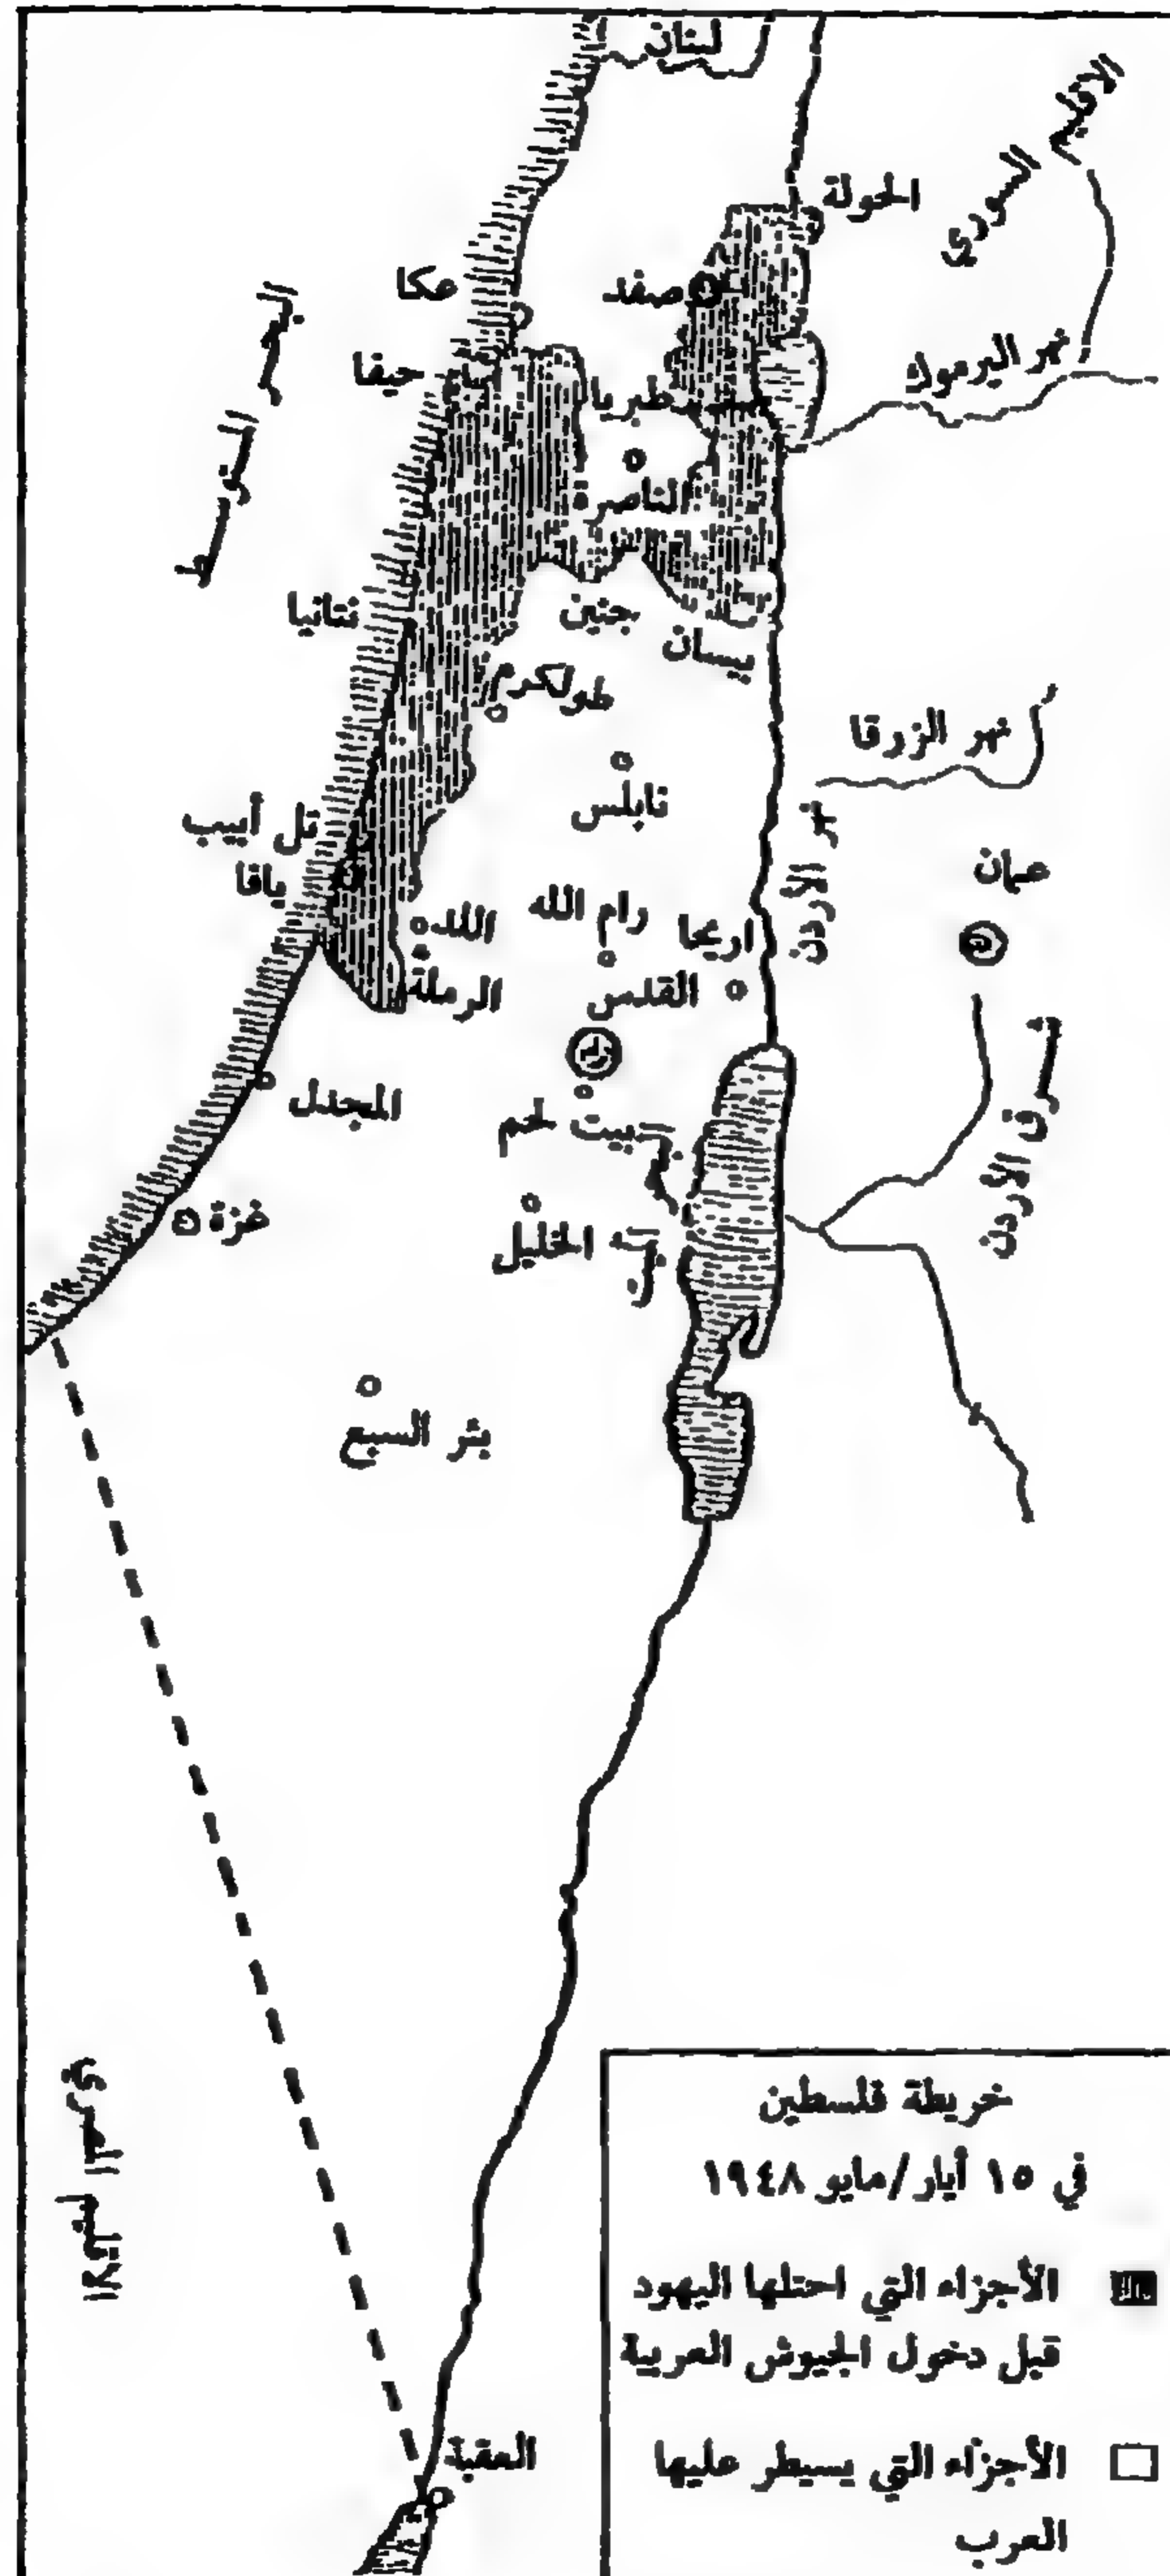 لبنان
الاقليم السوري
الحولة
البحر المتوسط
عكا
صفد
حيفا
طبريا
نهر اليرموك
الناصرة
نتانيا
جنين
بيسان
طولكرم
نهر الزرقا
نابلس
تل أبيب
يافا
نهر الأردن
عمان
اللد
رام الله
اريحا
الرملة
القدس
شرق الأردن
المجدل
بيت لحم
غزة
الخليل
بئر السبع
العقبة
خريطة فلسطين
في ١٥ أيار/مايو ١٩٤٨
الأجزاء التي احتلها اليهود
قبل دخول الجيوش العربية
الأجزاء التي يسيطر عليها
العرب